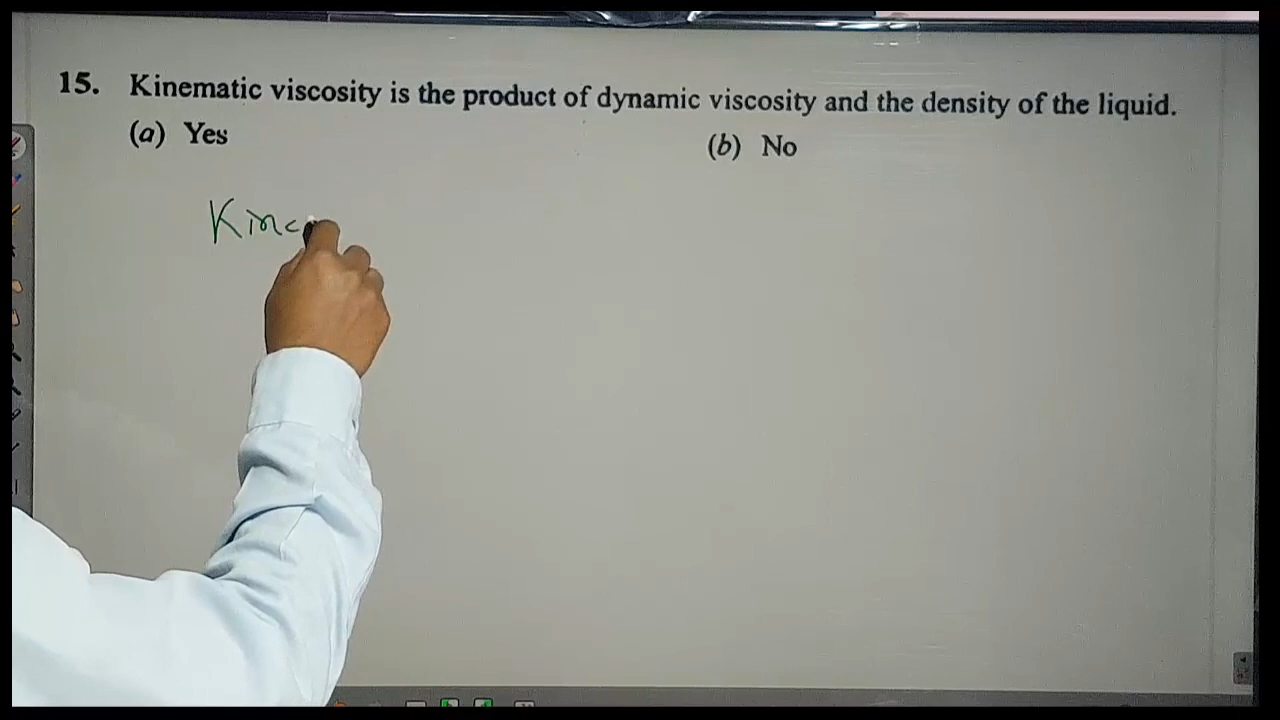 15. Kinematic viscosity is the product of dynamic viscosity and the density of the liquid.
(a) Yes (b) No
Kine